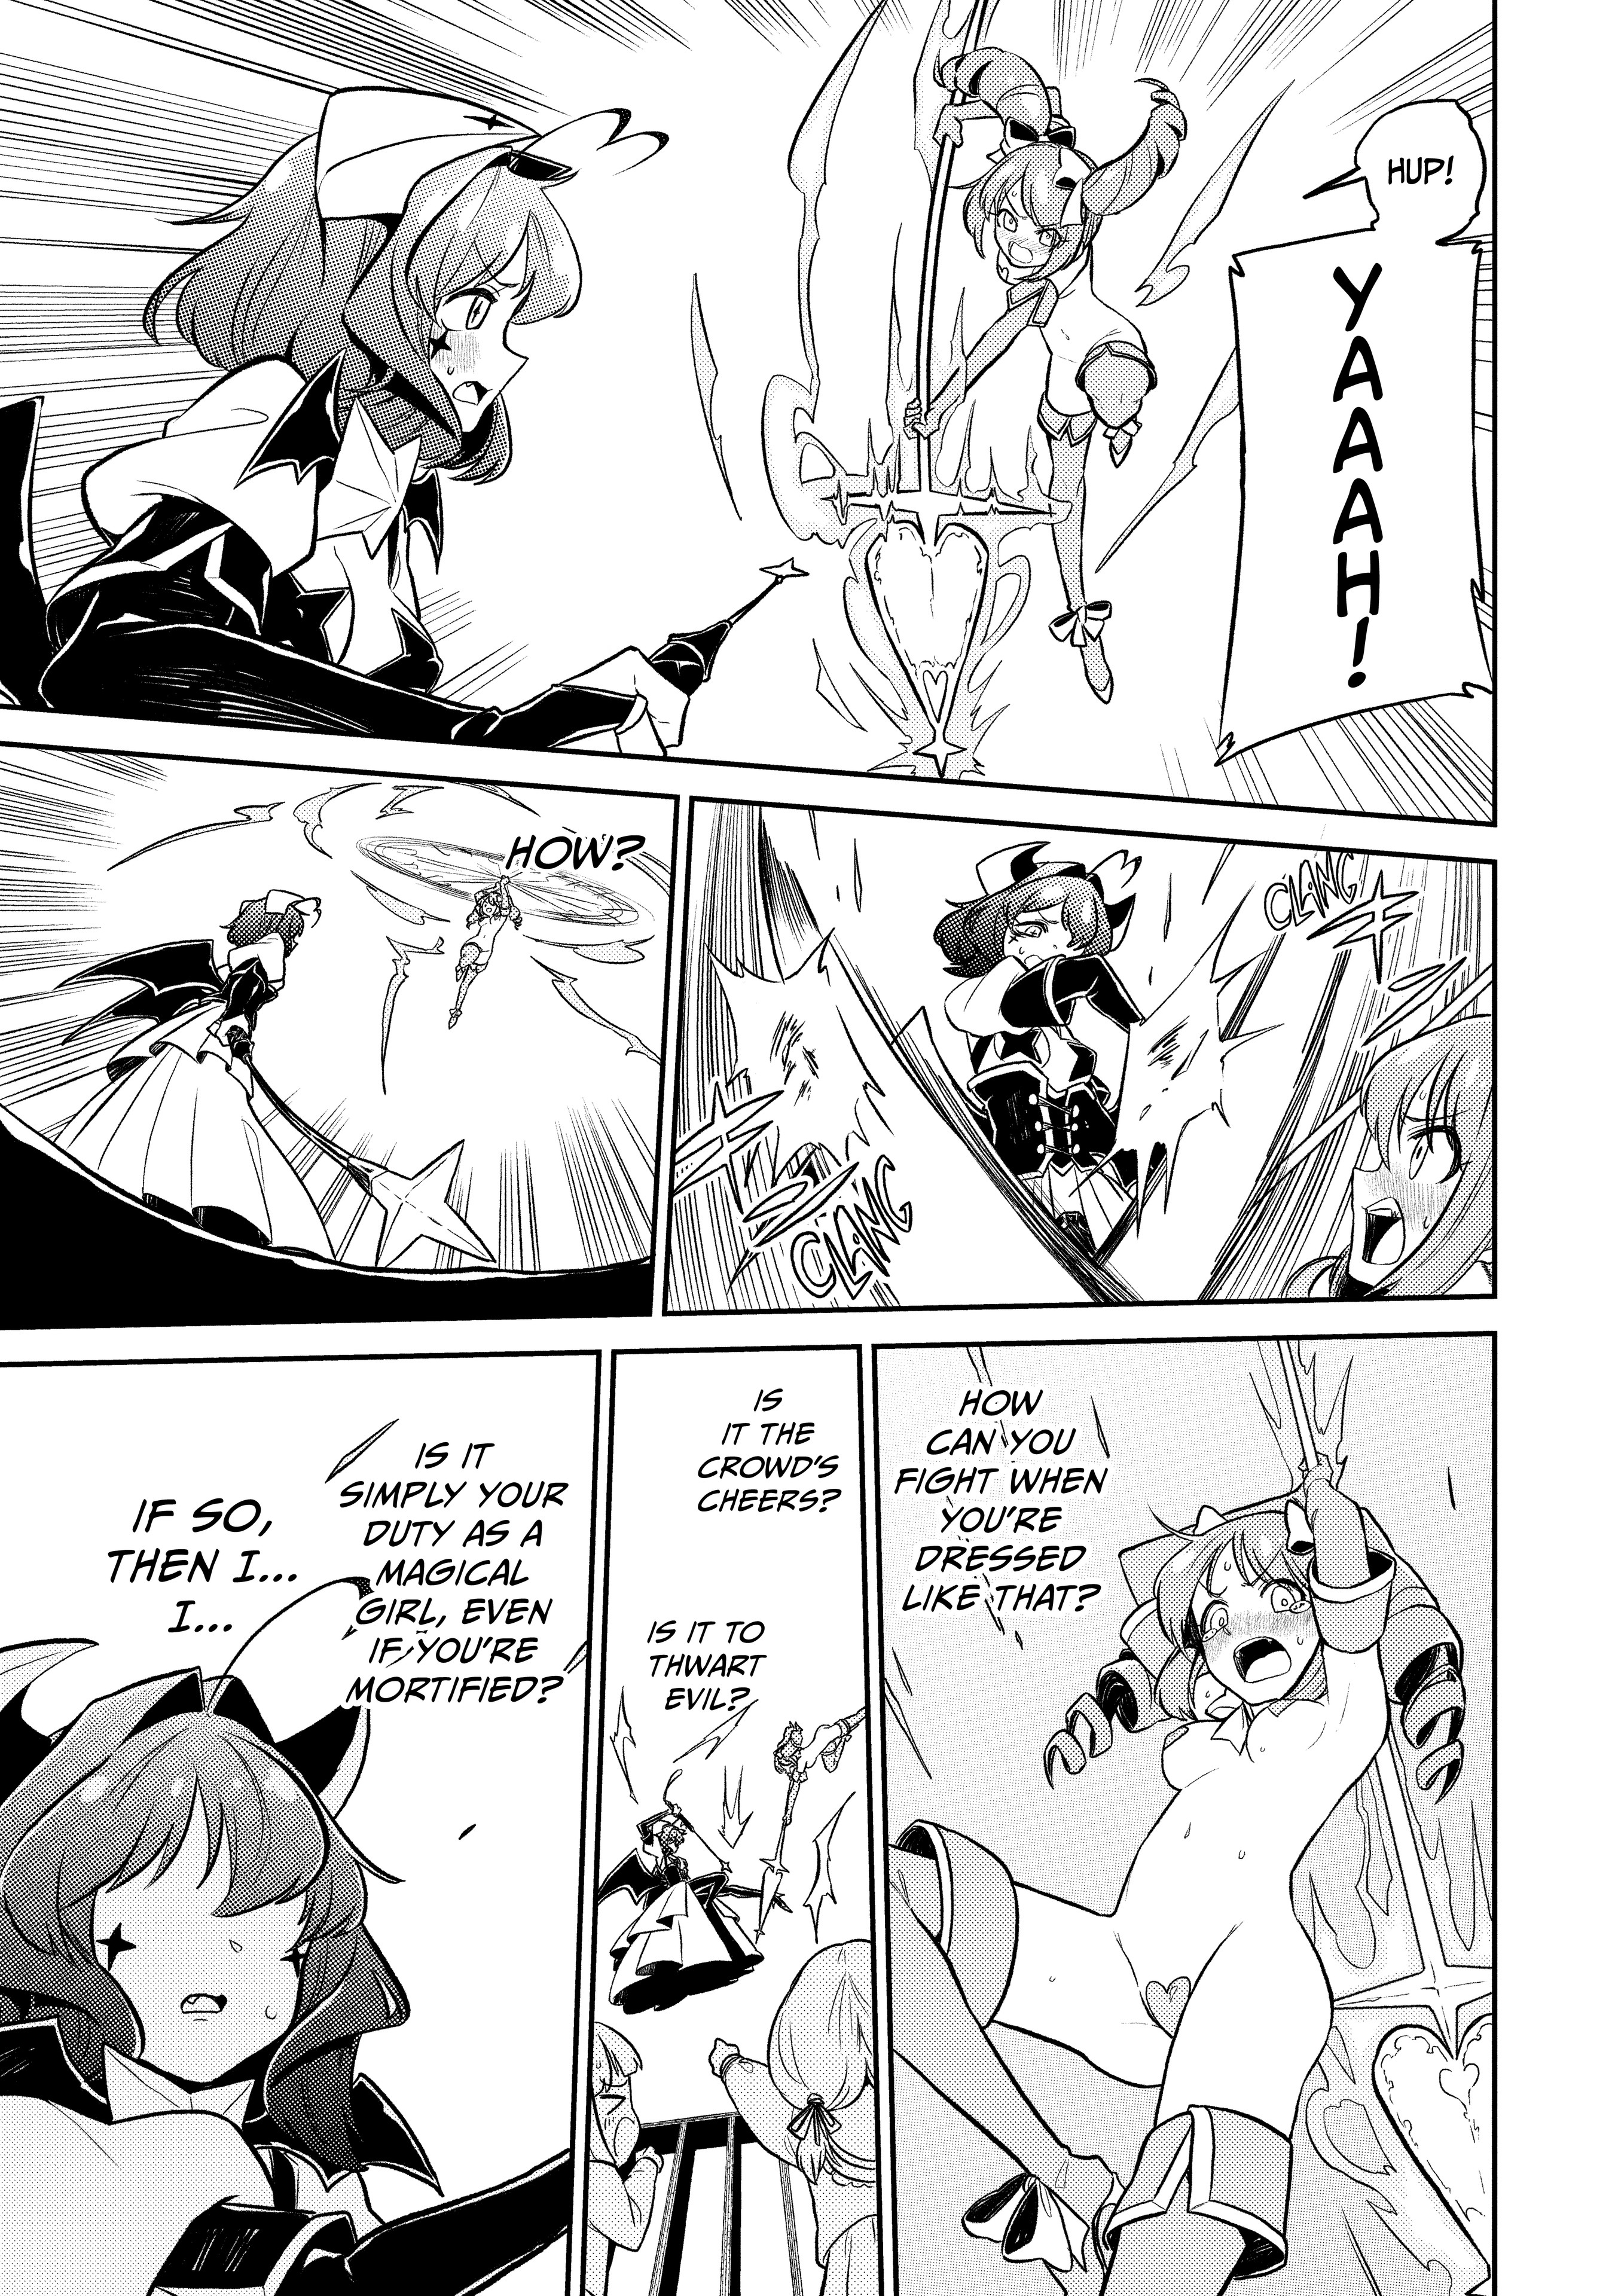 HUP!
YAAAH!
CLANG
CLANG
HOW?
HOW
CAN YOU
FIGHT WHEN
YOU'RE
DRESSED
LIKE THAT?
IS
IT THE
CROWD'S
CHEERS?
IS IT TO
THWART
EVIL?
IS IT
SIMPLY YOUR
DUTY AS A
MAGICAL
GIRL, EVEN
IF YOU'RE
MORTIFIED?
IF SO,
THEN I...
I...